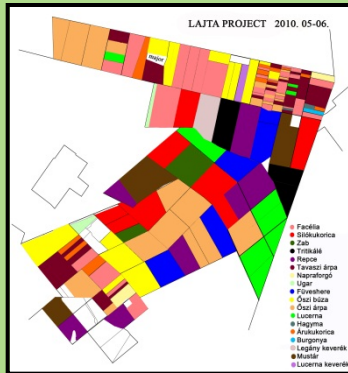 LAJTA PROJECT 2010. 05-06.
major
Facélia
Silókukorica
Zab
Tritikálé
Repce
Tavaszi árpa
Napraforgó
Ugar
Füveshere
Őszi búza
Őszi árpa
Lucerna
Hagyma
Árukukorica
Burgonya
Legány keverék
Mustár
Lucerna keverék